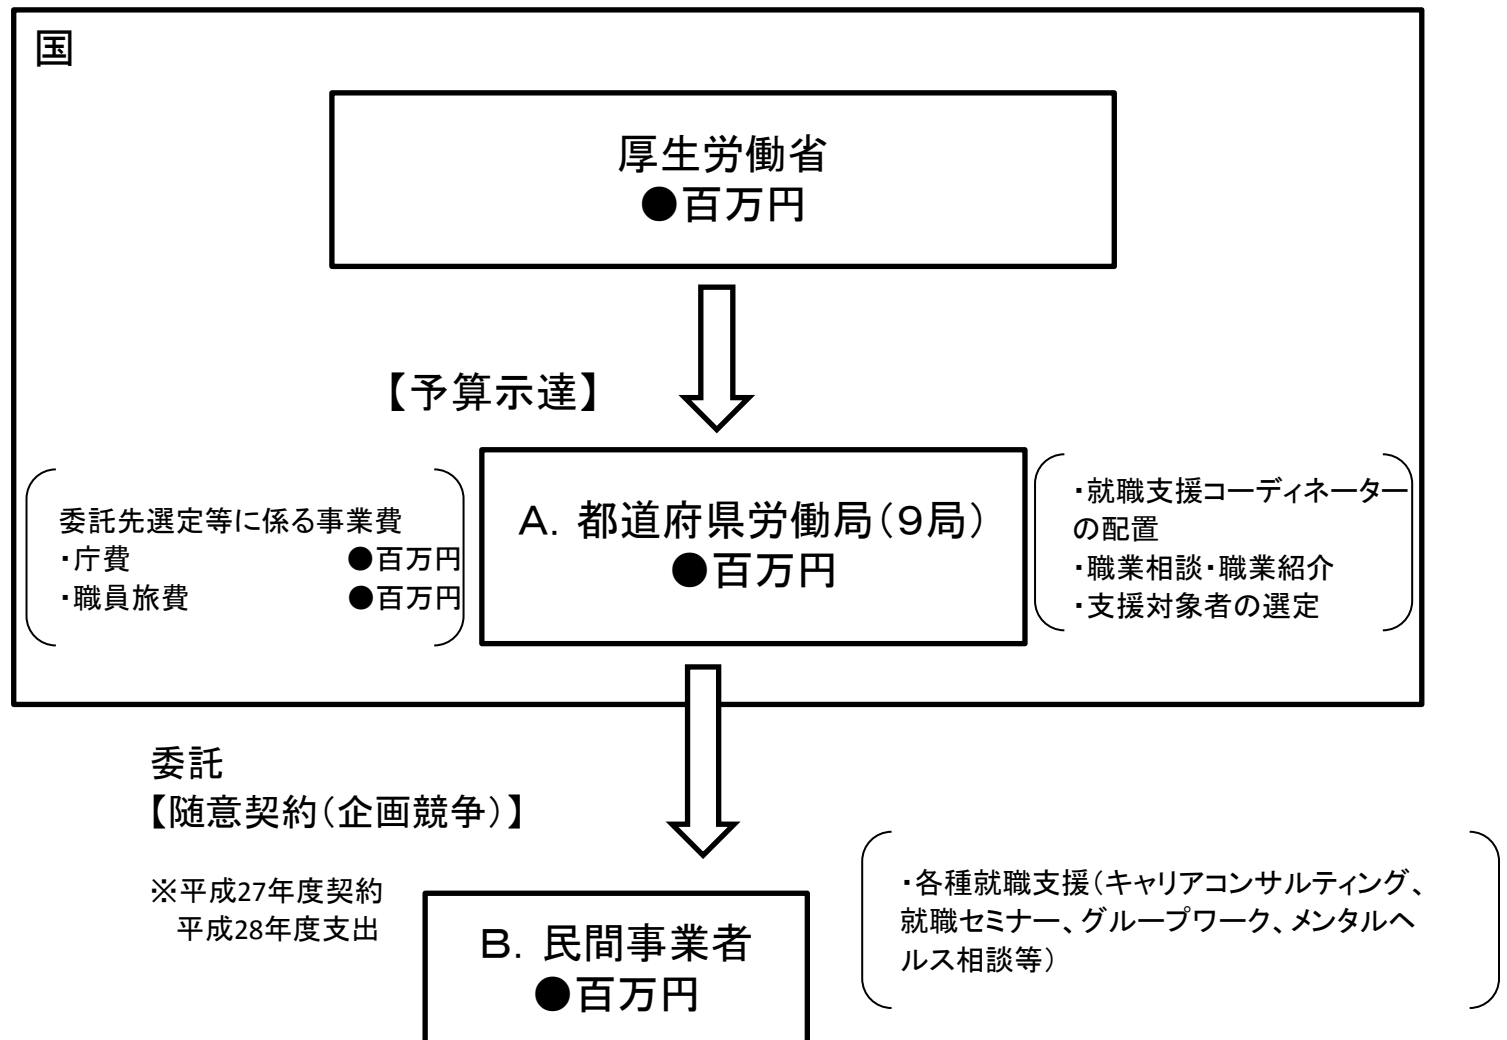 国
厚生労働省
●百万円
【予算示達】
委託先選定等に係る事業費
・庁費 ●百万円
・職員旅費 ●百万円
A. 都道府県労働局(9局)
●百万円
・就職支援コーディネーター
の配置
・職業相談・職業紹介
・支援対象者の選定
委託
【随意契約(企画競争)】
※平成27年度契約
平成28年度支出
B. 民間事業者
●百万円
・各種就職支援(キャリアコンサルティング、
就職セミナー、グループワーク、メンタルヘ
ルス相談等)